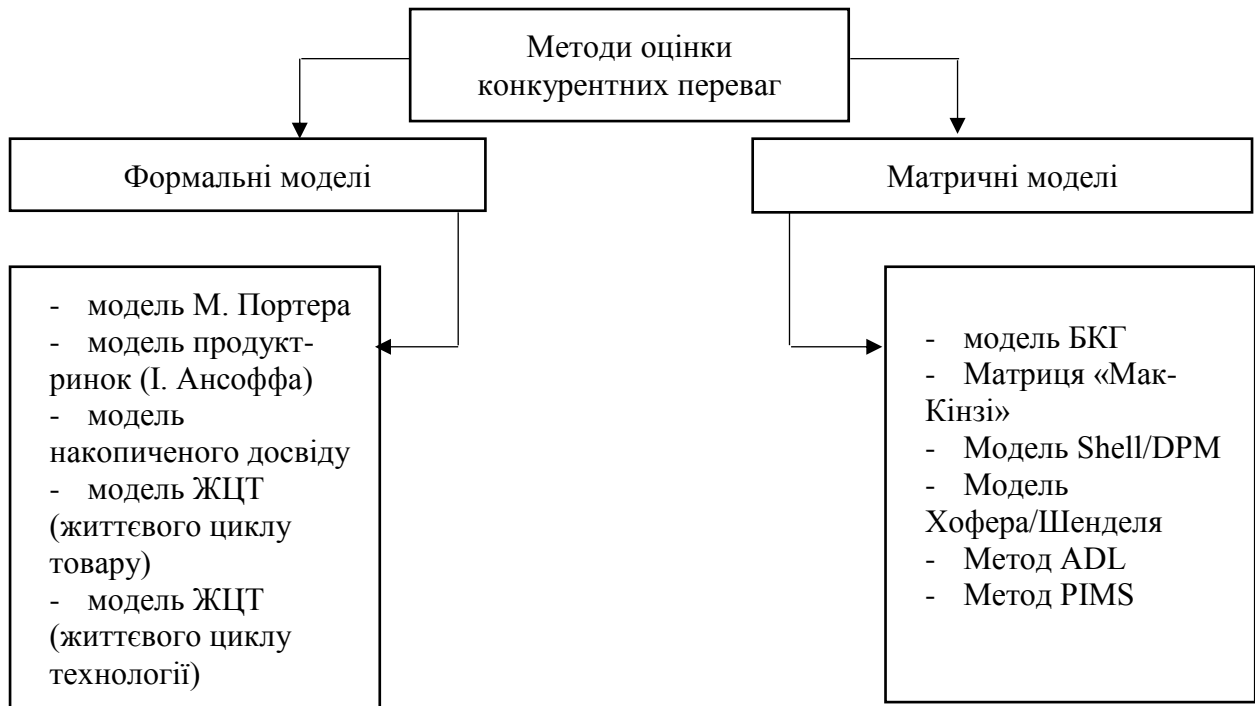 Методи оцінки
конкурентних переваг
Формальні моделі
Матричні моделі
- модель М. Портера
- модель продукт-
ринок (І. Ансоффа)
- модель
накопиченого досвіду
- модель ЖЦТ
(життєвого циклу
товару)
- модель ЖЦТ
(життєвого циклу
технології)
- модель БКГ
- Матриця «Мак-
Кінзі»
- Модель Shell/DPM
- Модель
Хофера/Шенделя
- Метод ADL
- Метод PIMS